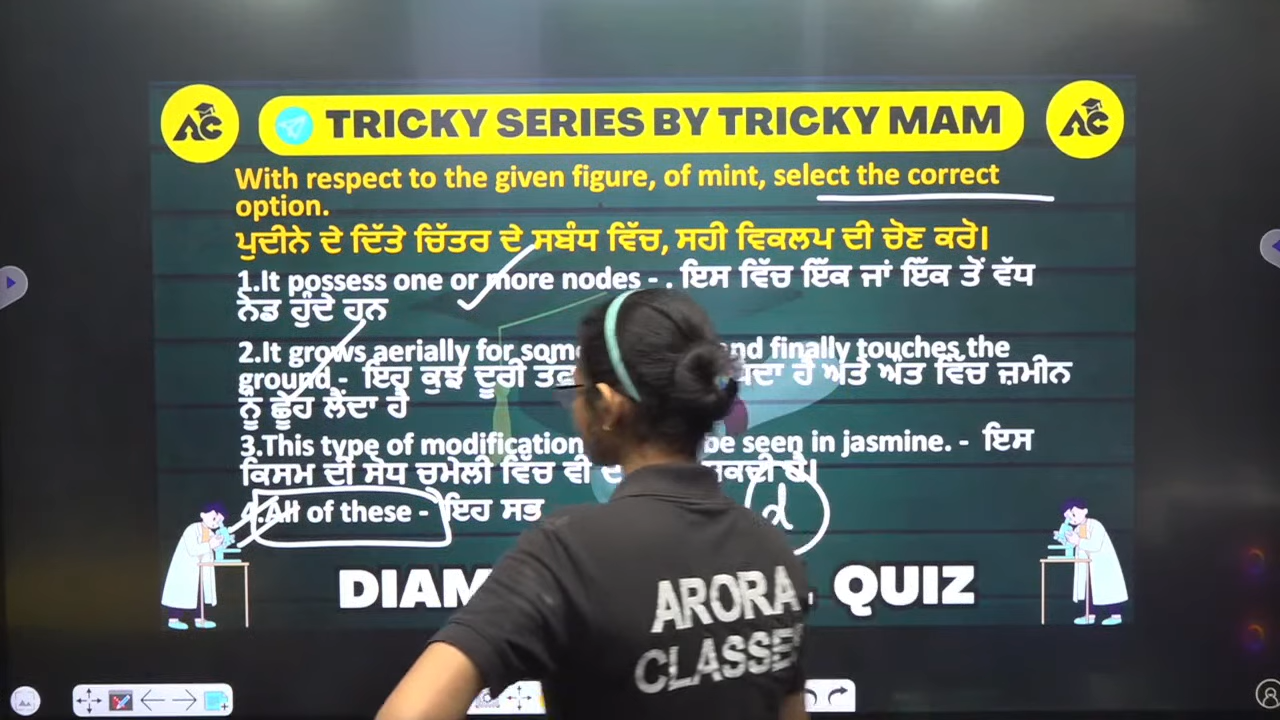 AC
TRICKY SERIES BY TRICKY MAM
AC
With respect to the given figure, of mint, select the correct
option.
ਪੁਦੀਨੇ ਦੇ ਦਿੱਤੇ ਚਿੱਤਰ ਦੇ ਸਬੰਧ ਵਿੱਚ, ਸਹੀ ਵਿਕਲਪ ਦੀ ਚੋਣ ਕਰੋ।
1.It possess one or more nodes - . ਇਸ ਵਿੱਚ ਇੱਕ ਜਾਂ ਇੱਕ ਤੋਂ ਵੱਧ
ਨੋਡ ਹੁੰਦੇ ਹਨ
2.It grows aerially for and finally touches the
ground - ਇਹ ਕੁਝ ਦੂਰੀ ਹੈ ਅਤੇ ਅੰਤ ਵਿੱਚ ਜ਼ਮੀਨ
ਨੂੰ ਛੂੰਹ ਲੈਂਦਾ ਹੈ
3.This type of modification be seen in jasmine. - ਇਸ
ਕਿਸਮ ਦੀ ਸੋਧ ਚਮੇਲੀ ਵਿੱਚ ਵੀ
4.All of these - ਇਹ ਸਭ
d
QUIZ
ARORA
CLASSES